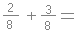 2/8 + 3/8 =